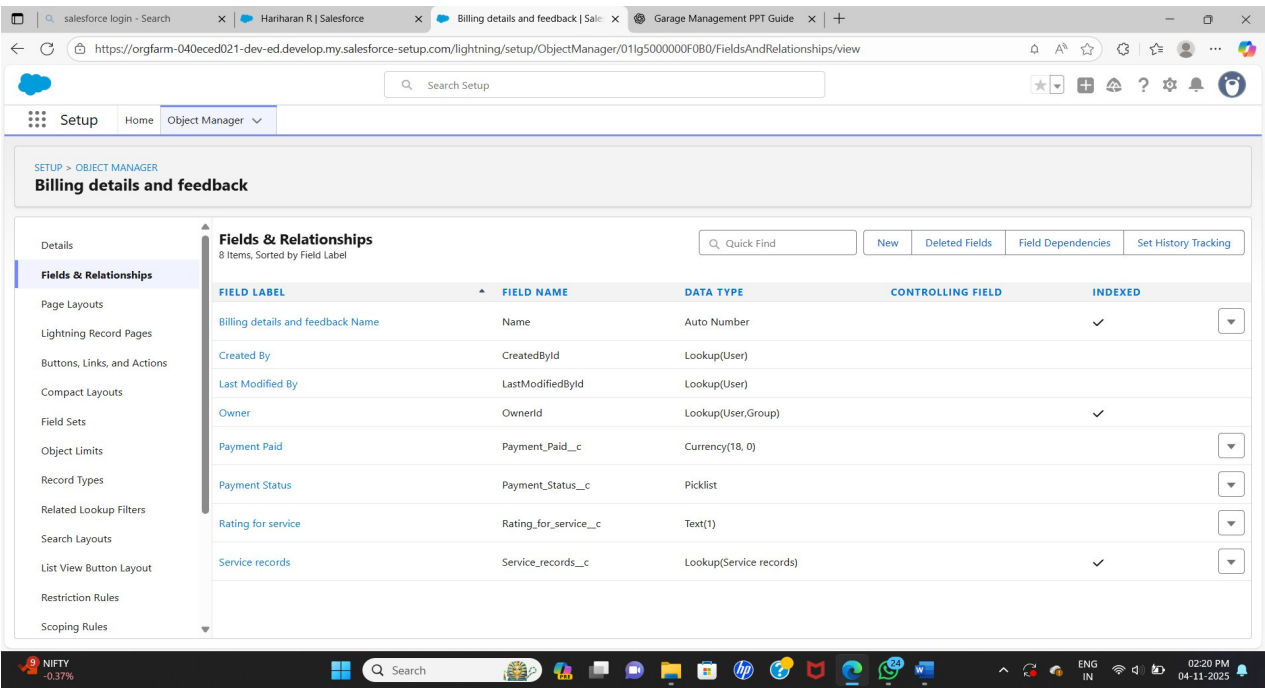 salesforce login - Search
Hariharan R | Salesforce
Billing details and feedback | Sale
Garage Management PPT Guide
https://orgfarm-040eced021-dev-ed.develop.my.salesforce-setup.com/lightning/setup/ObjectManager/01Ig5000000F0B0/FieldsAndRelationships/view
Search Setup
Setup
Home
Object Manager
SETUP > OBJECT MANAGER
Billing details and feedback
Details
Fields & Relationships
Page Layouts
Lightning Record Pages
Buttons, Links, and Actions
Compact Layouts
Field Sets
Object Limits
Record Types
Related Lookup Filters
Search Layouts
List View Button Layout
Restriction Rules
Scoping Rules
Fields & Relationships
8 Items, Sorted by Field Label
Quick Find
New
Deleted Fields
Field Dependencies
Set History Tracking
FIELD LABEL FIELD NAME DATA TYPE CONTROLLING FIELD INDEXED
Billing details and feedback Name Name Auto Number
Created By CreatedById Lookup(User)
Last Modified By LastModifiedById Lookup(User)
Owner OwnerId Lookup(User,Group)
Payment Paid Payment_Paid__c Currency(18, 0)
Payment Status Payment_Status__c Picklist
Rating for service Rating_for_service__c Text(1)
Service records Service_records__c Lookup(Service records)
9
NIFTY
-0.37%
Search
PRE
hp
24
W
ENG
IN
02:20 PM
04-11-2025